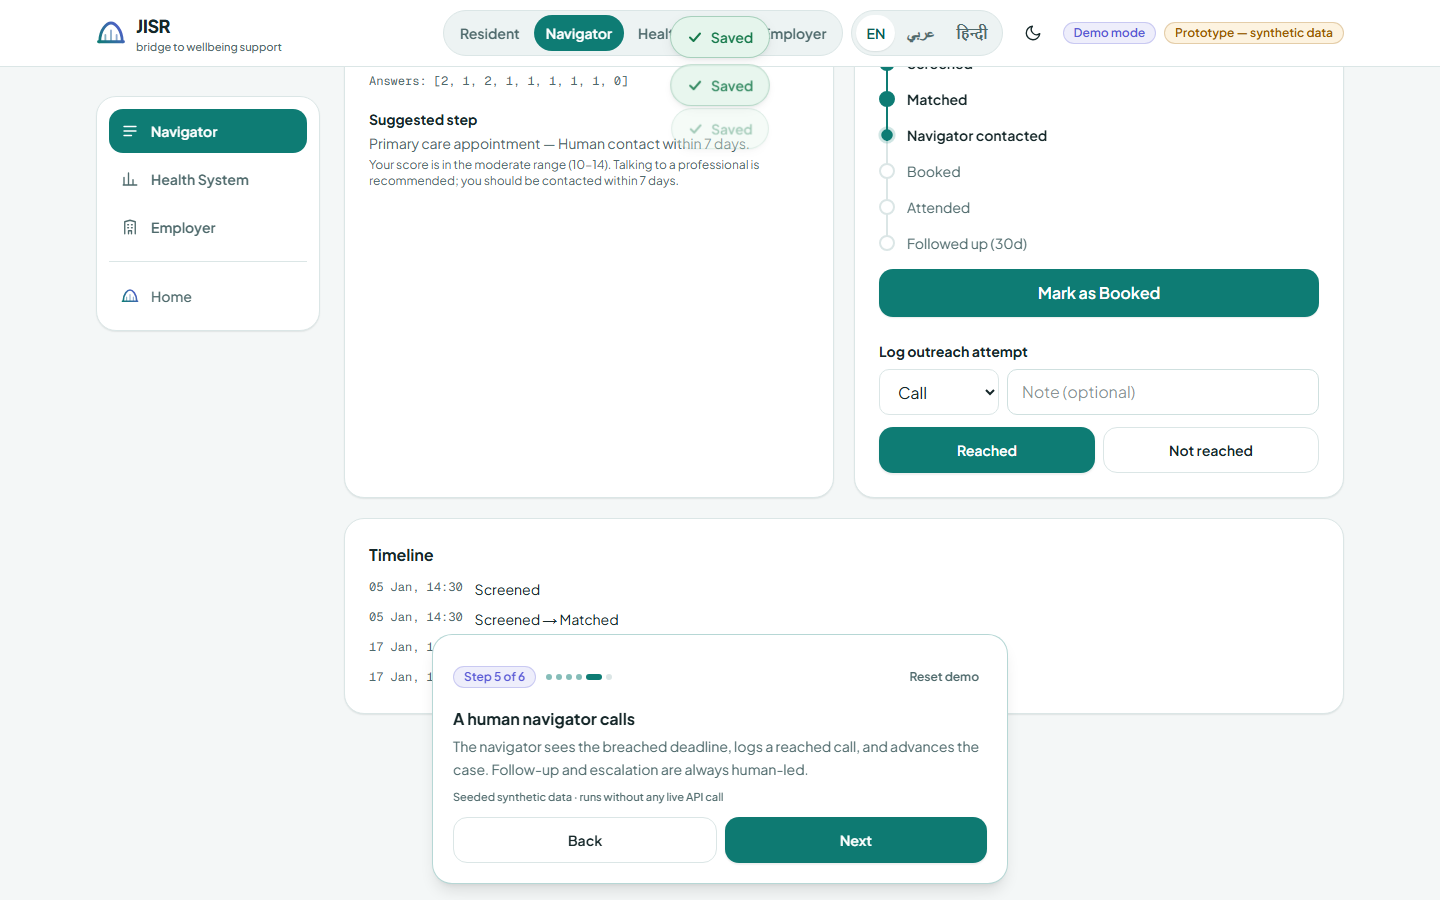 JISR
bridge to wellbeing support
Resident
Navigator
Saved
Employer
EN
عربي
हिन्दी
Demo mode
Prototype — synthetic data
Navigator
Health System
Employer
Home
Answers: [2, 1, 2, 1, 1, 1, 1, 1, 0]
Saved
Suggested step
Saved
Primary care appointment — Human contact within 7 days.
Your score is in the moderate range (10–14). Talking to a professional is
recommended; you should be contacted within 7 days.
Screened
Matched
Navigator contacted
Booked
Attended
Followed up (30d)
Mark as Booked
Log outreach attempt
Call
Note (optional)
Reached
Not reached
Timeline
05 Jan, 14:30 Screened
05 Jan, 14:30 Screened → Matched
17 Jan, 1
17 Jan, 1
Step 5 of 6
Reset demo
A human navigator calls
The navigator sees the breached deadline, logs a reached call, and advances the
case. Follow-up and escalation are always human-led.
Seeded synthetic data · runs without any live API call
Back
Next